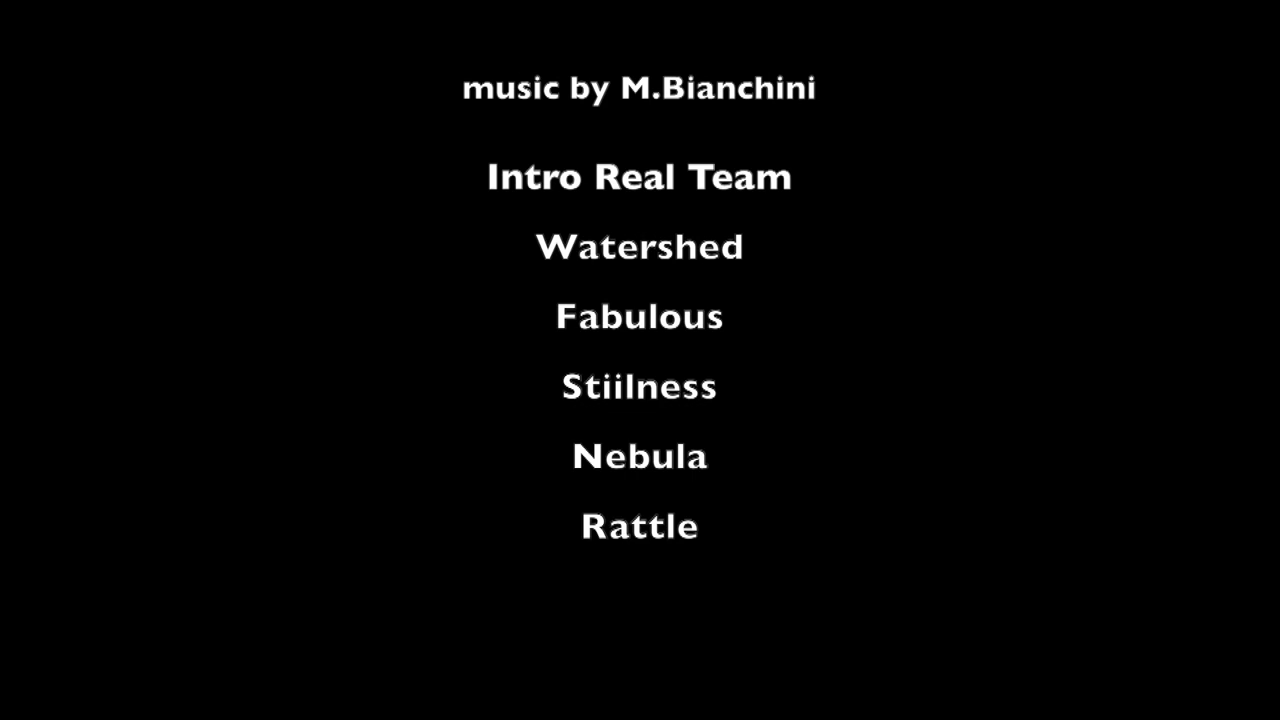 music by M.Bianchini
Intro Real Team
Watershed
Fabulous
Stiilness
Nebula
Rattle